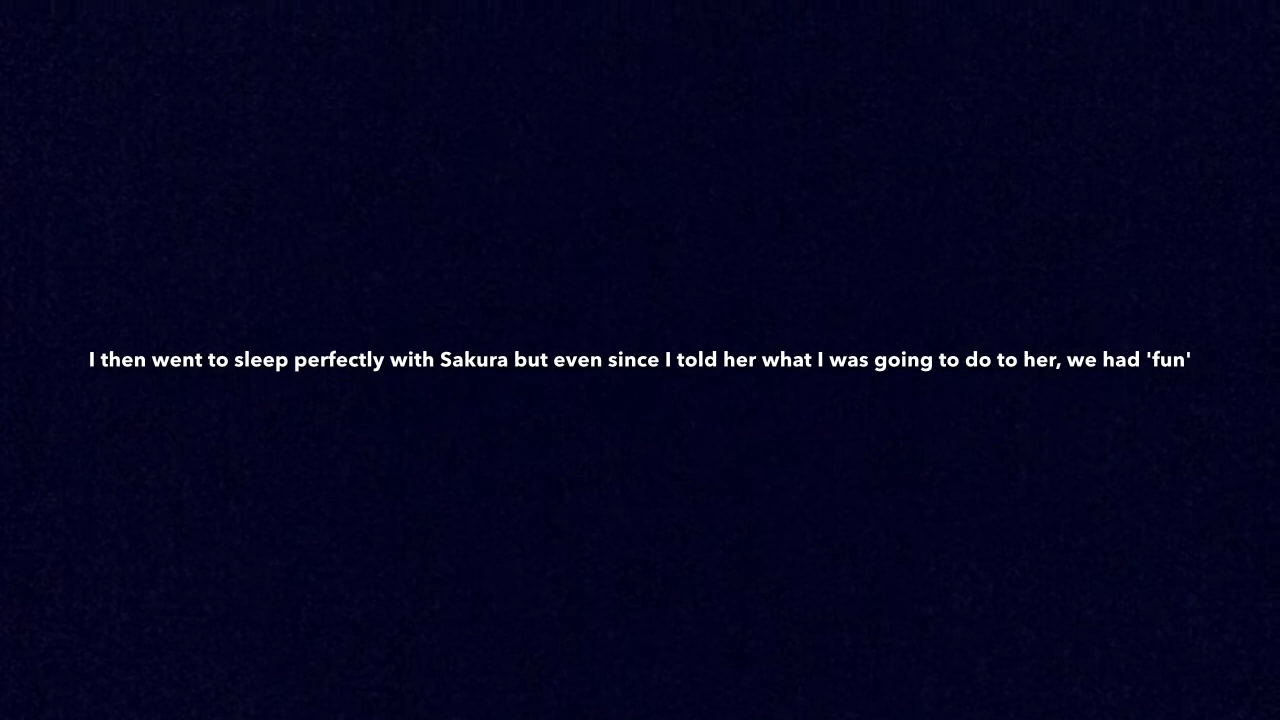 I then went to sleep perfectly with Sakura but even since I told her what I was going to do to her, we had 'fun'